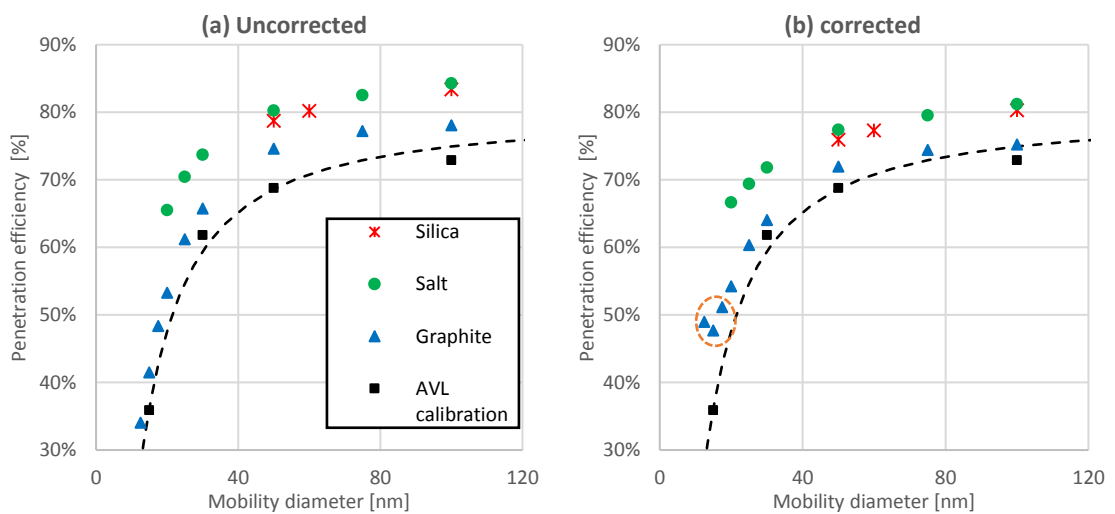 (a) Uncorrected
90%
80%
70%
60%
50%
40%
30%
Penetration efficiency [%]
0
40
80
120
Mobility diameter [nm]
Silica
Salt
Graphite
AVL
calibration
(b) corrected
90%
80%
70%
60%
50%
40%
30%
Penetration efficiency [%]
0
40
80
120
Mobility diameter [nm]